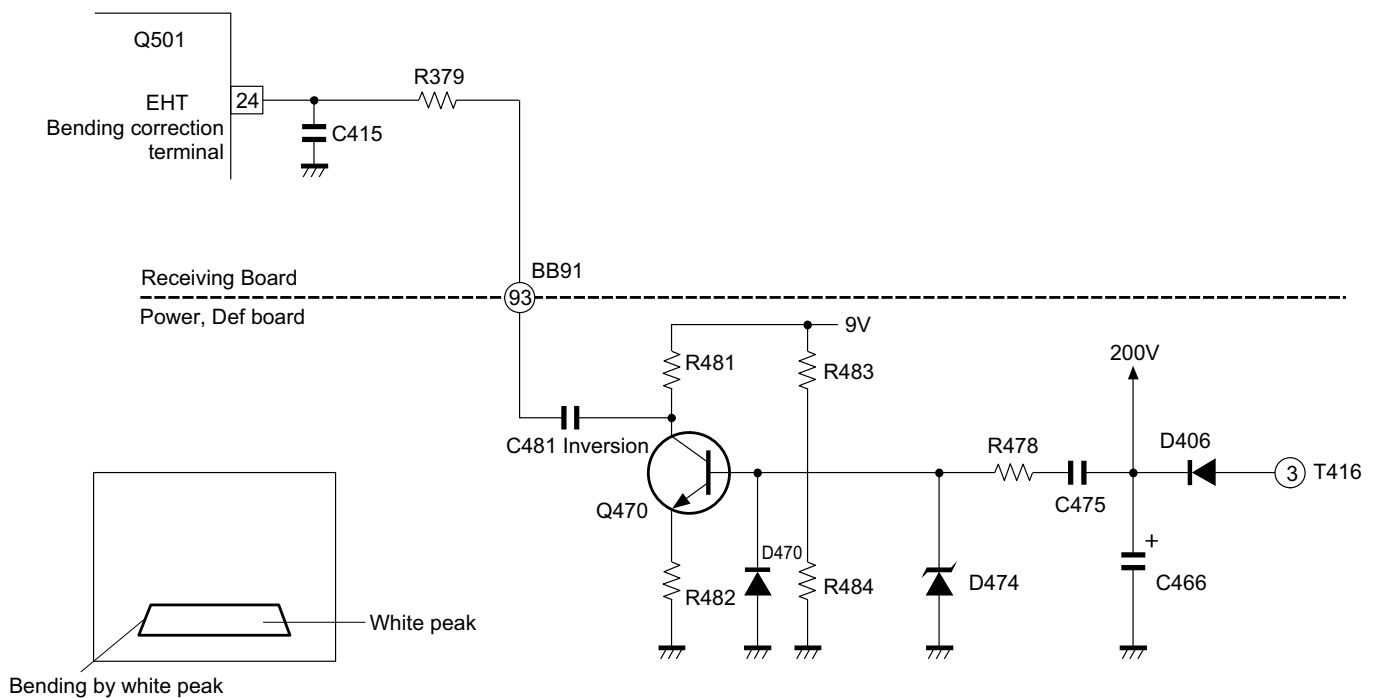 Q501
EHT
Bending correction
terminal
24
R379
C415
Receiving Board
BB91
93
Power, Def board
9V
R481
R483
200V
C481 Inversion
R478
D406
3
T416
C475
Q470
D470
R482
R484
D474
+
C466
White peak
Bending by white peak